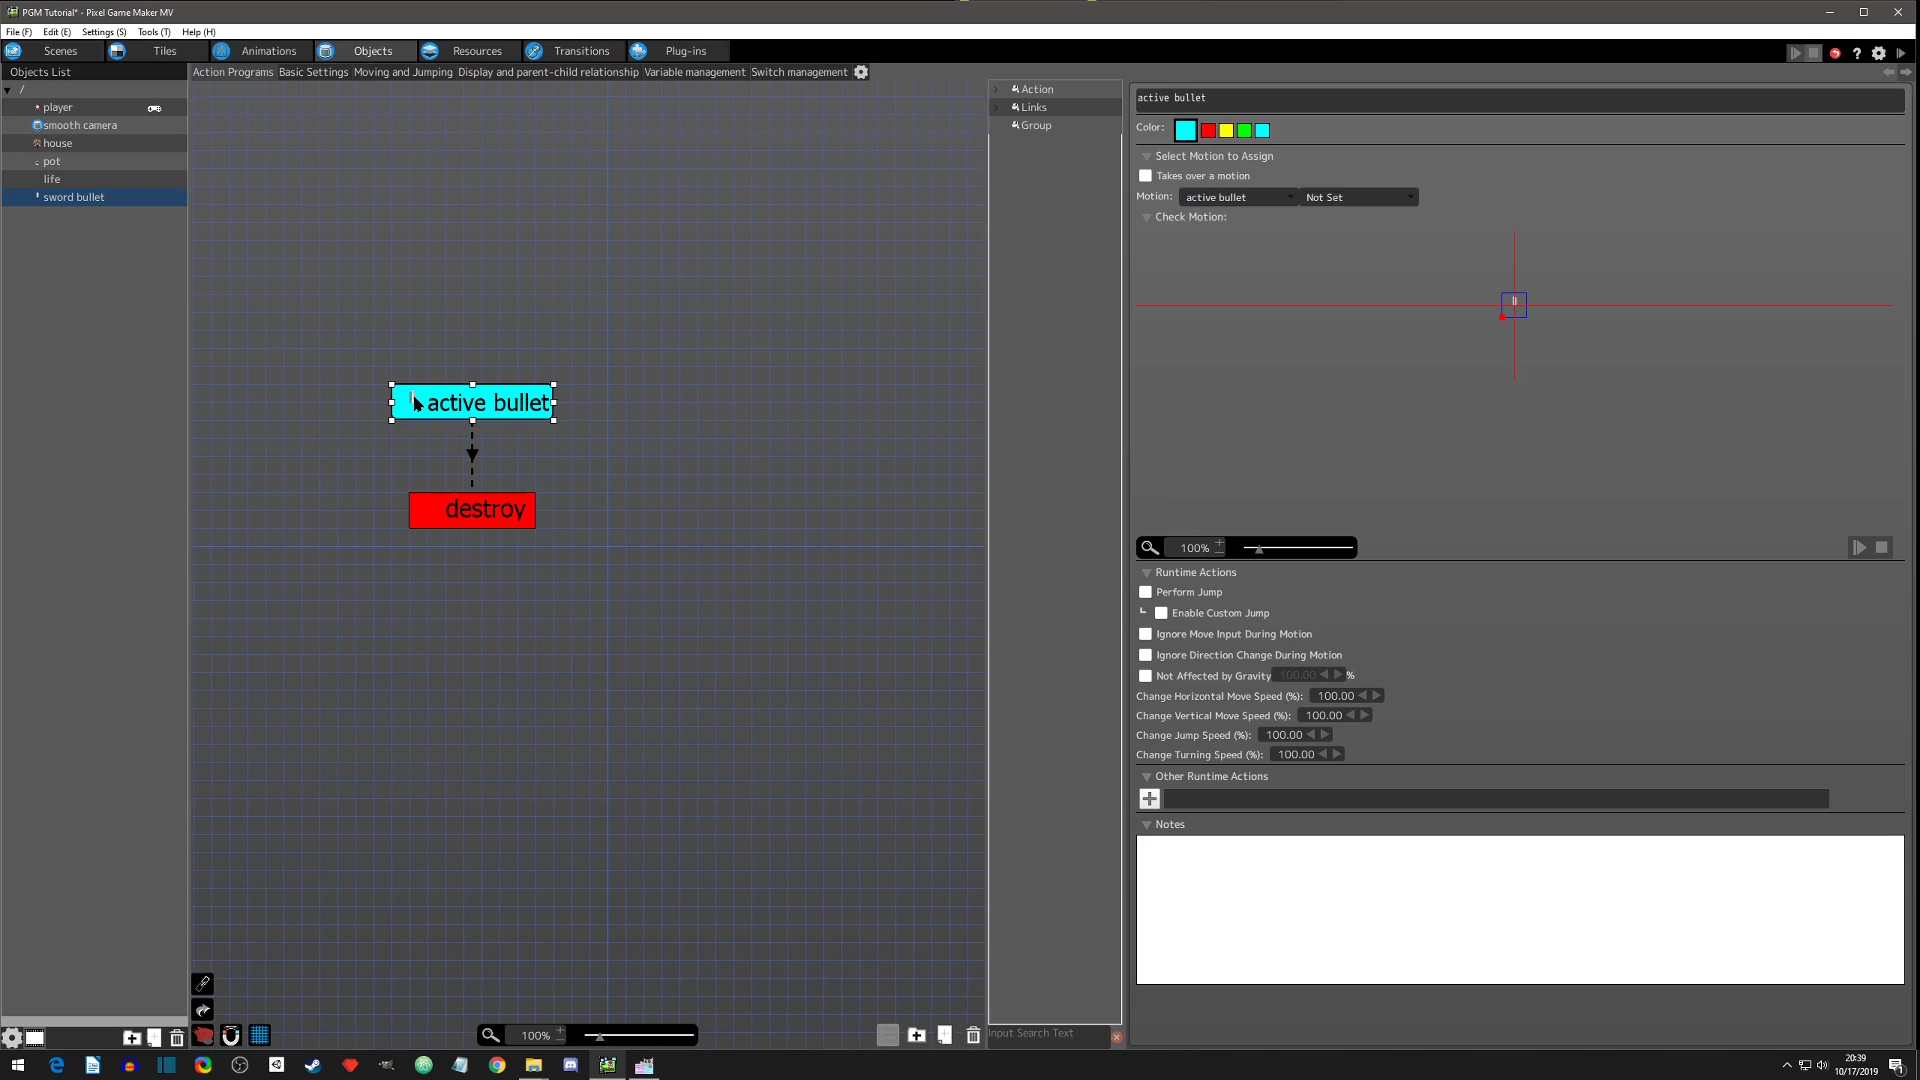 PGM Tutorial* - Pixel Game Maker MV
File (F) Edit (E) Settings (S) Tools (T) Help (H)
Scenes Tiles Animations Objects Resources Transitions Plug-ins
Objects List
Action Programs Basic Settings Moving and Jumping Display and parent-child relationship Variable management Switch management
/
player
smooth camera
house
pot
life
sword bullet
active bullet
destroy
100%
Action
Links
Group
Input Search Text
active bullet
Color:
Select Motion to Assign
Takes over a motion
Motion: active bullet Not Set
Check Motion:
100%
Runtime Actions
Perform Jump
Enable Custom Jump
Ignore Move Input During Motion
Ignore Direction Change During Motion
Not Affected by Gravity 100.00 %
Change Horizontal Move Speed (%): 100.00
Change Vertical Move Speed (%): 100.00
Change Jump Speed (%): 100.00
Change Turning Speed (%): 100.00
Other Runtime Actions
Notes
20:39
10/17/2019